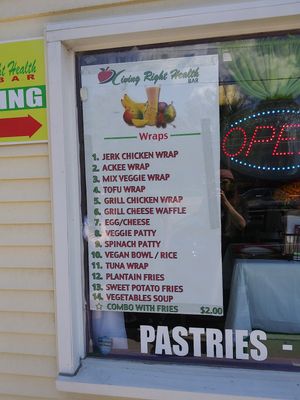 Living Right Health
BAR
Wraps
1. JERK CHICKEN WRAP
2. ACKEE WRAP
3. MIX VEGGIE WRAP
4. TOFU WRAP
5. GRILL CHICKEN WRAP
6. GRILL CHEESE WAFFLE
7. EGG/CHEESE
8. VEGGIE PATTY
9. SPINACH PATTY
10. VEGAN BOWL / RICE
11. TUNA WRAP
12. PLANTAIN FRIES
13. SWEET POTATO FRIES
14. VEGETABLES SOUP
COMBO WITH FRIES $2.00
ht Health
BAR
ING
OPE
PASTRIES -